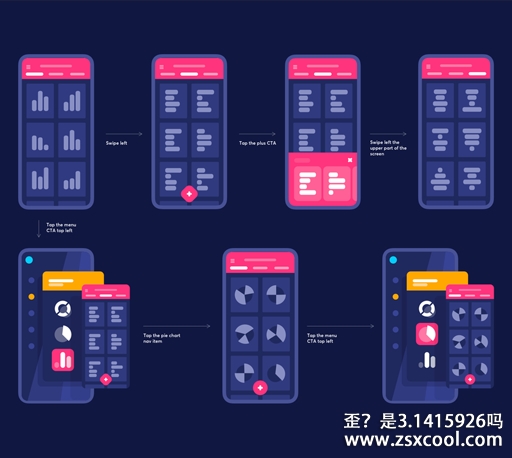 Swipe left
Tap the plus CTA
Swipe left the
upper part of the
screen
Tap the menu
CTA top left
Tap the pie chart
nav item
Tap the menu
CTA top left
歪？是3.1415926吗
www.zsxcool.com